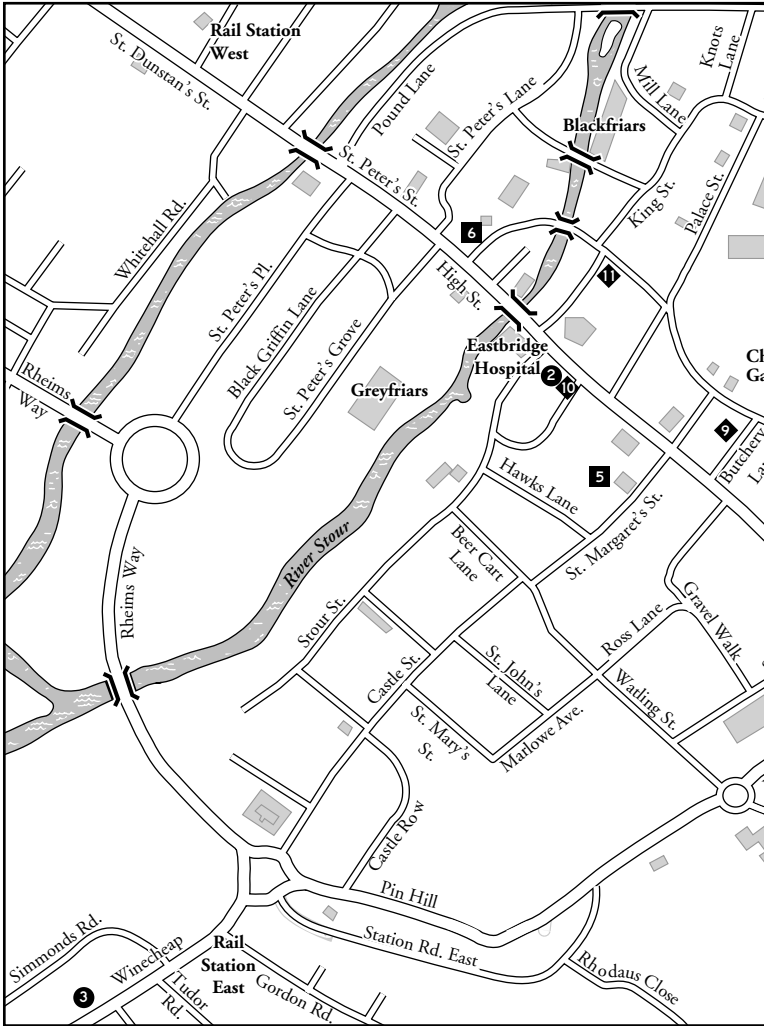 Rail Station
West
St. Dunstan's St.
Knots
Lane
Pound Lane
Mill Lane
St. Peter's Lane
Blackfriars
St. Peter's St.
King St.
Palace St.
Whitehall Rd.
6
High St.
11
St. Peter's Pl.
Black Griffin Lane
St. Peter's Grove
Eastbridge
Hospital
2
10
Ch
Ga
Rheims
Way
Greyfriars
9
Butchery
La
Hawks Lane
5
St. Margaret's St.
River Stour
Beer Cart
Lane
Rheims Way
Stour St.
Gravel Walk
Ross Lane
Castle St.
St. John's
Lane
Watling St.
St. Mary's
St.
Marlowe Ave.
Castle Row
Pin Hill
Station Rd. East
Simmonds Rd.
Winecheap
Rail
Station
East
Rhodaus Close
3
Tudor
Rd.
Gordon Rd.